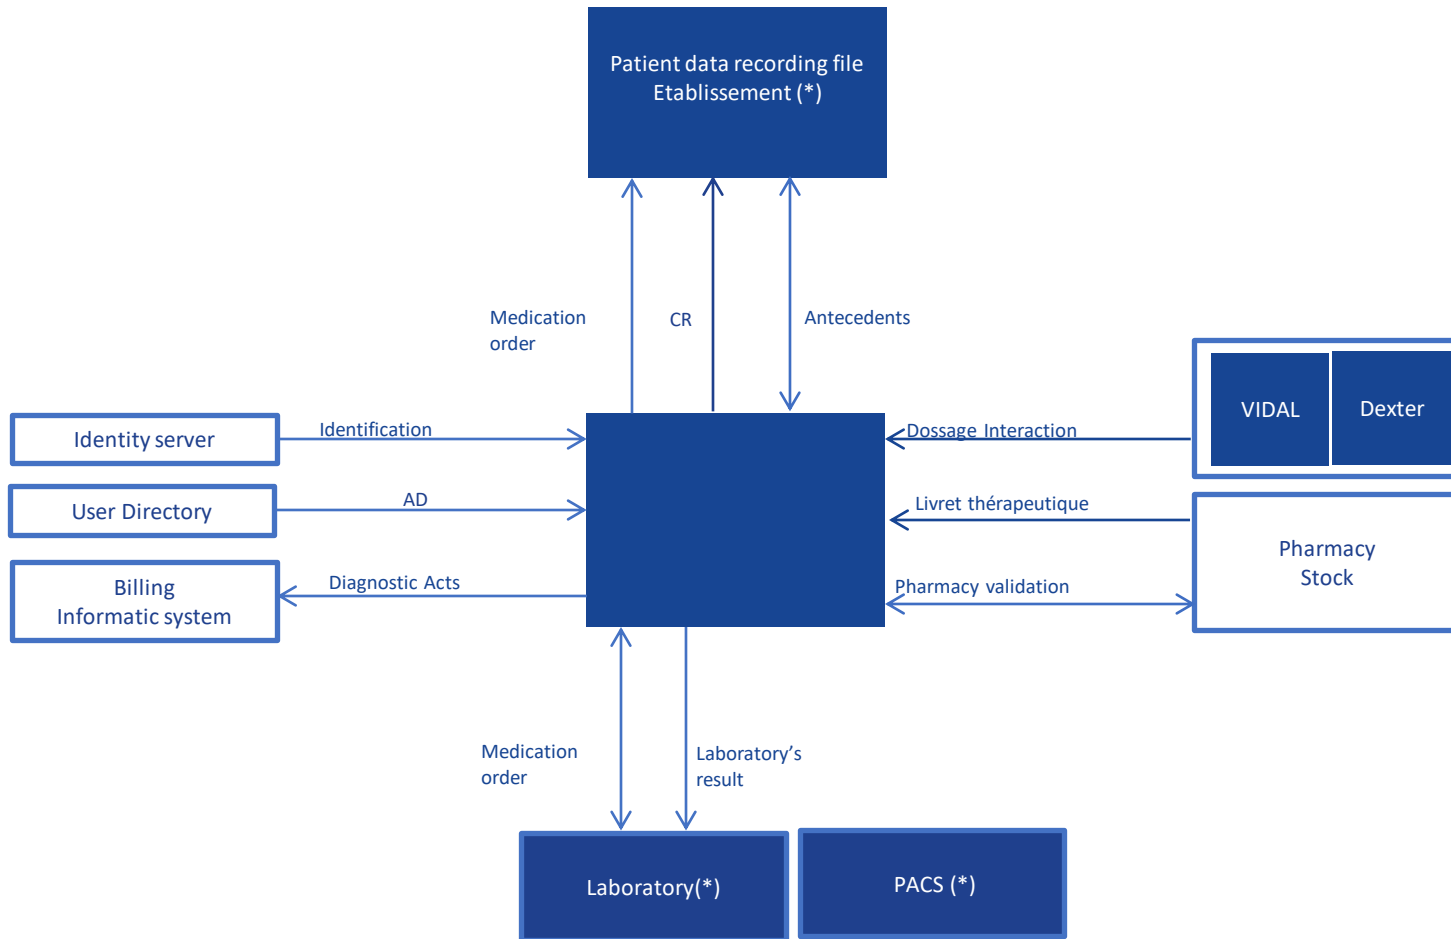 Patient data recording file
Etablissement (*)
Medication
order
CR
Antecedents
VIDAL
Dexter
Identity server
Identification
Dossage Interaction
User Directory
AD
Livret thérapeutique
Pharmacy
Stock
Billing
Informatic system
Diagnostic Acts
Pharmacy validation
Medication
order
Laboratory's
result
Laboratory(*)
PACS (*)